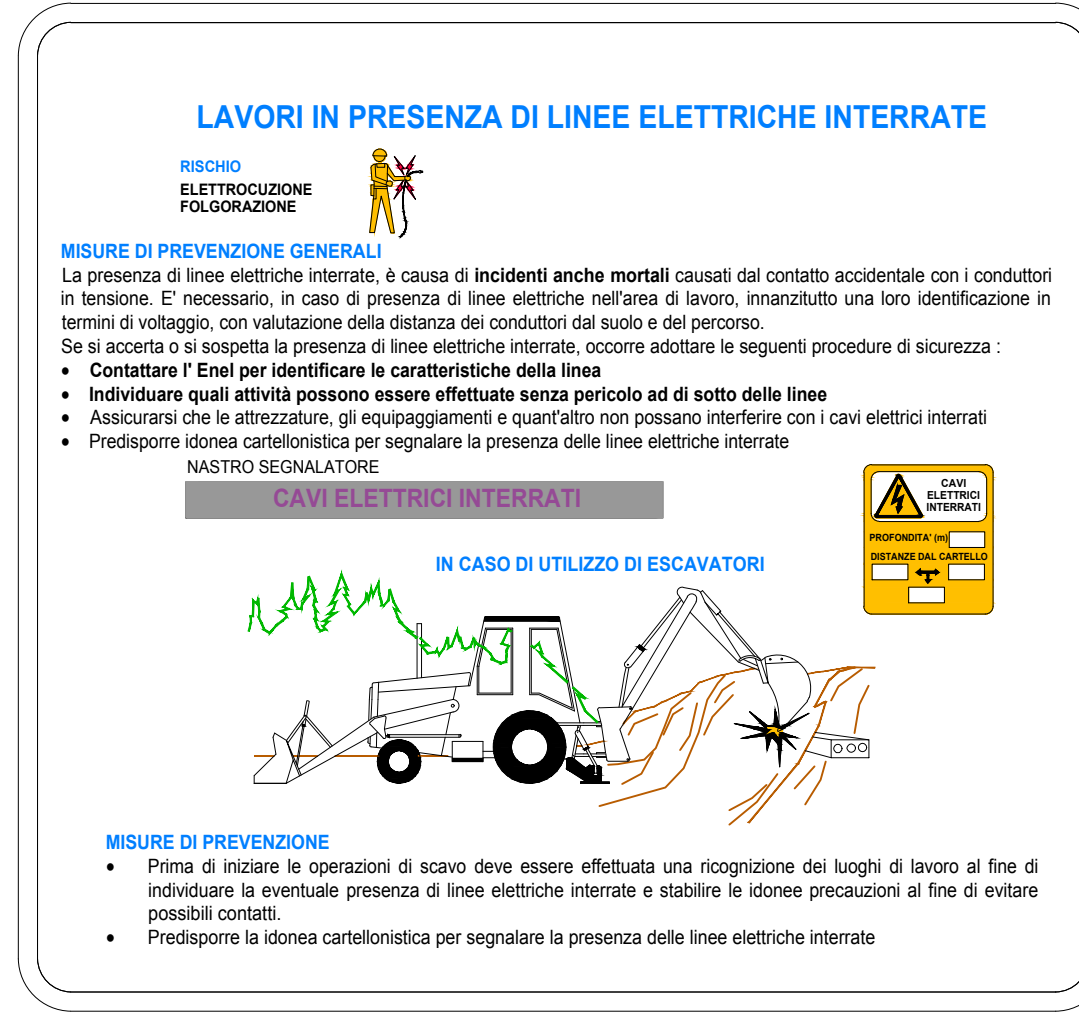 LAVORI IN PRESENZA DI LINEE ELETTRICHE INTERRATE
RISCHIO
ELETTROCUZIONE
FOLGORAZIONE
MISURE DI PREVENZIONE GENERALI
La presenza di linee elettriche interrate, è causa di incidenti anche mortali causati dal contatto accidentale con i conduttori
in tensione. E' necessario, in caso di presenza di linee elettriche nell'area di lavoro, innanzitutto una loro identificazione in
termini di voltaggio, con valutazione della distanza dei conduttori dal suolo e del percorso.
Se si accerta o si sospetta la presenza di linee elettriche interrate, occorre adottare le seguenti procedure di sicurezza :
• Contattare l' Enel per identificare le caratteristiche della linea
• Individuare quali attività possono essere effettuate senza pericolo ad di sotto delle linee
• Assicurarsi che le attrezzature, gli equipaggiamenti e quant'altro non possano interferire con i cavi elettrici interrati
• Predisporre idonea cartellonistica per segnalare la presenza delle linee elettriche interrate
NASTRO SEGNALATORE
CAVI ELETTRICI INTERRATI
CAVI
ELETTRICI
INTERRATI
PROFONDITA' (m)
DISTANZE DAL CARTELLO
IN CASO DI UTILIZZO DI ESCAVATORI
MISURE DI PREVENZIONE
• Prima di iniziare le operazioni di scavo deve essere effettuata una ricognizione dei luoghi di lavoro al fine di
individuare la eventuale presenza di linee elettriche interrate e stabilire le idonee precauzioni al fine di evitare
possibili contatti.
• Predisporre la idonea cartellonistica per segnalare la presenza delle linee elettriche interrate